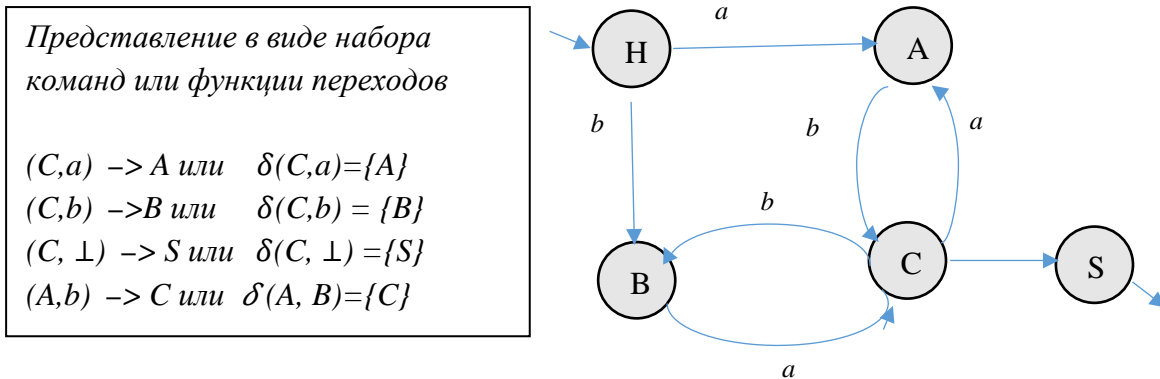 Представление в виде набора
команд или функции переходов
(C,a) –> A или δ(C,a)={A}
(C,b) –>B или δ(C,b) = {B}
(C, ⊥) –> S или δ(C, ⊥) ={S}
(A,b) –> C или δ(A, B)={C}
a
H
A
b
b
a
b
B
C
S
a